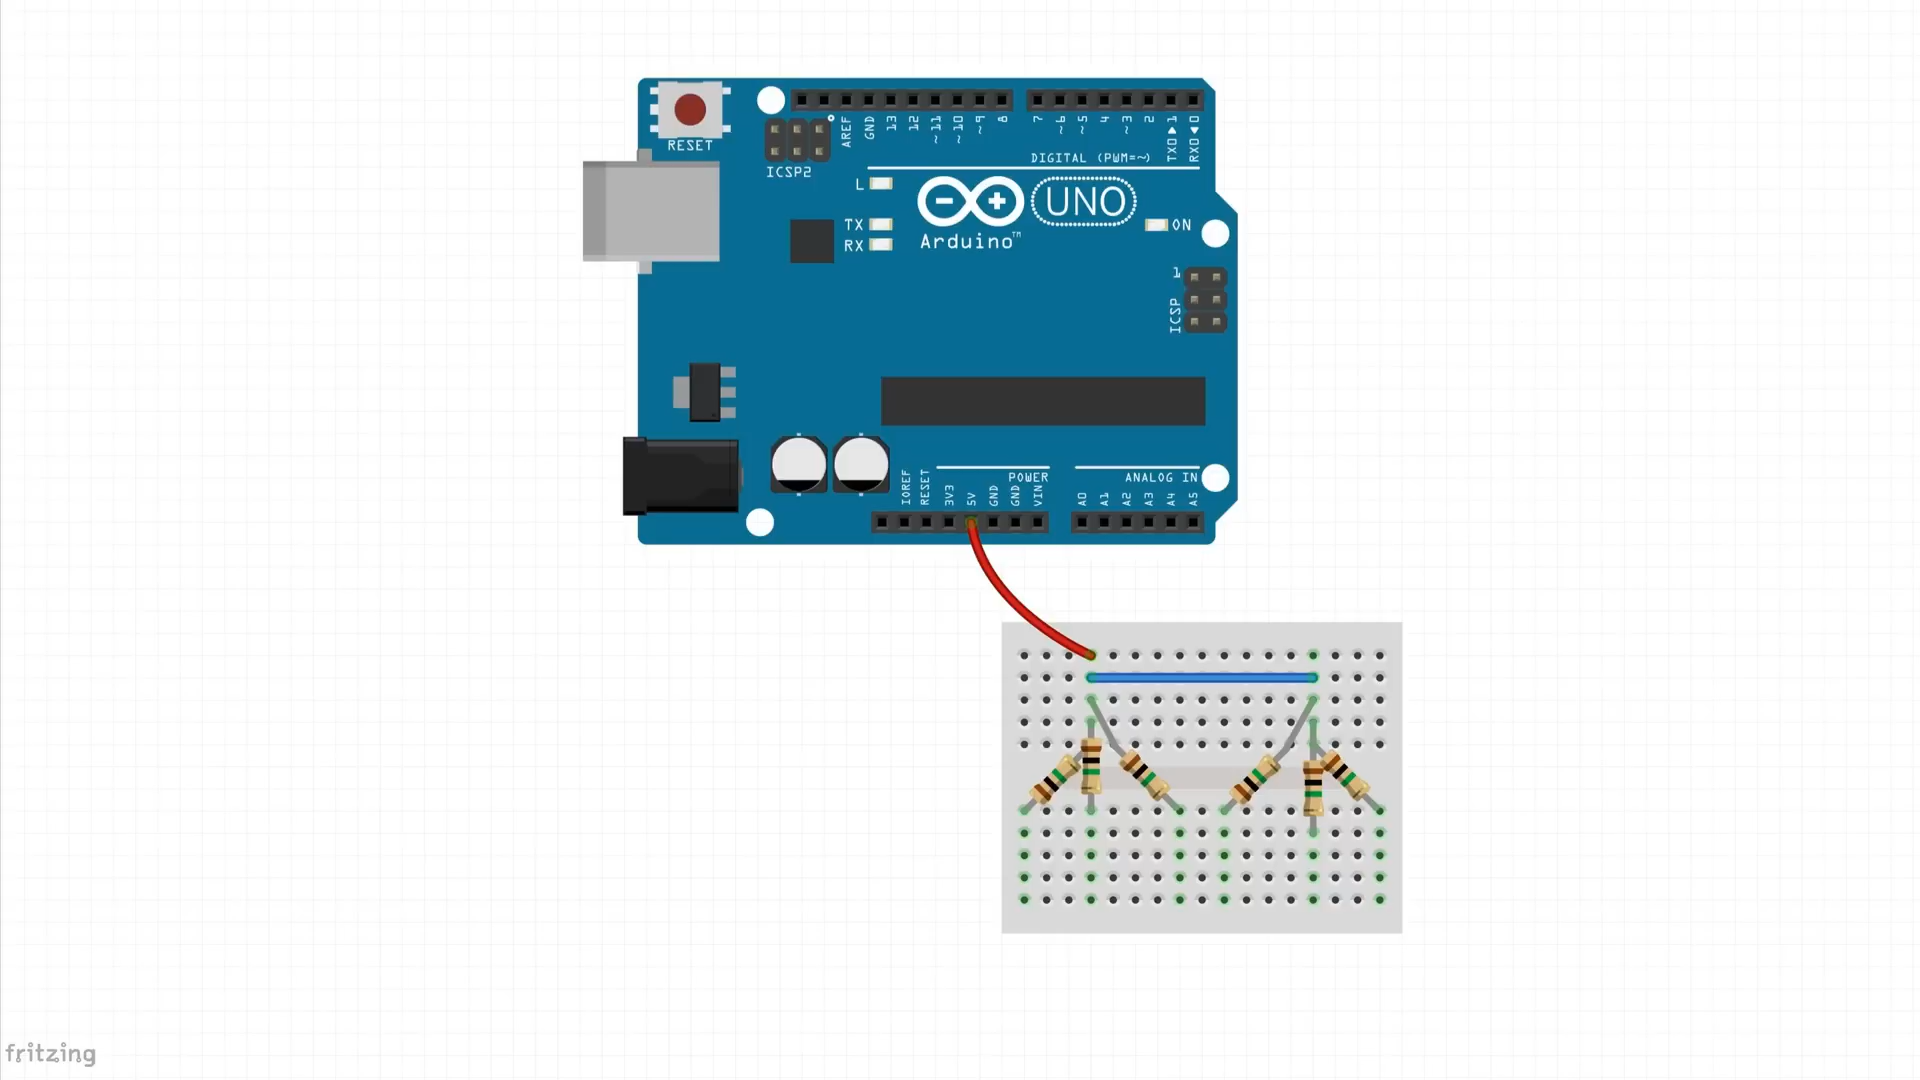 RESET
ICSP2
AREF
GND
13
12
~11
~10
~9
8
7
~6
~5
4
~3
2
TX0▶1
RX0◀0
DIGITAL (PWM=~)
L
TX
RX
Arduino™
UNO
ON
1
ICSP
IOREF
RESET
3V3
5V
GND
GND
VIN
POWER
ANALOG IN
A0
A1
A2
A3
A4
A5
fritzing